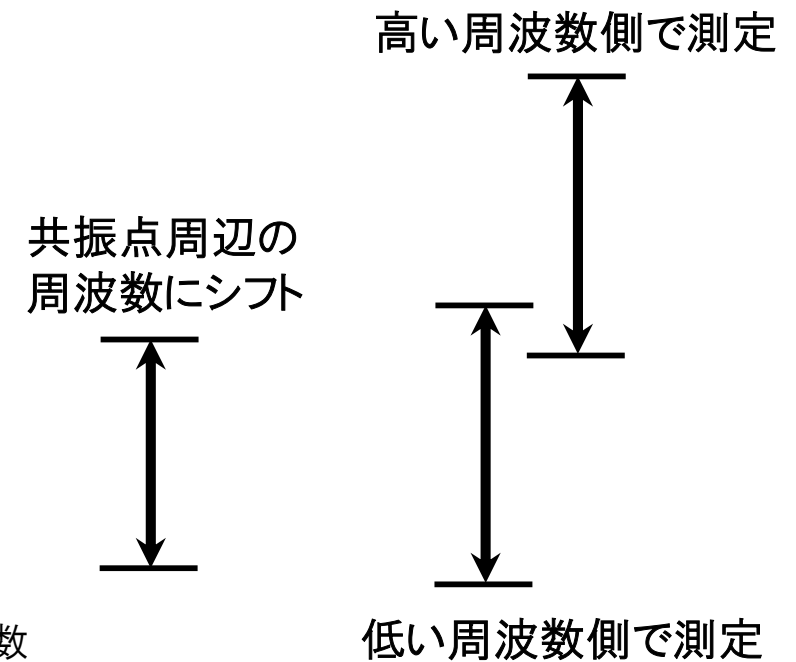 高い周波数側で測定
共振点周辺の
周波数にシフト
数
低い周波数側で測定